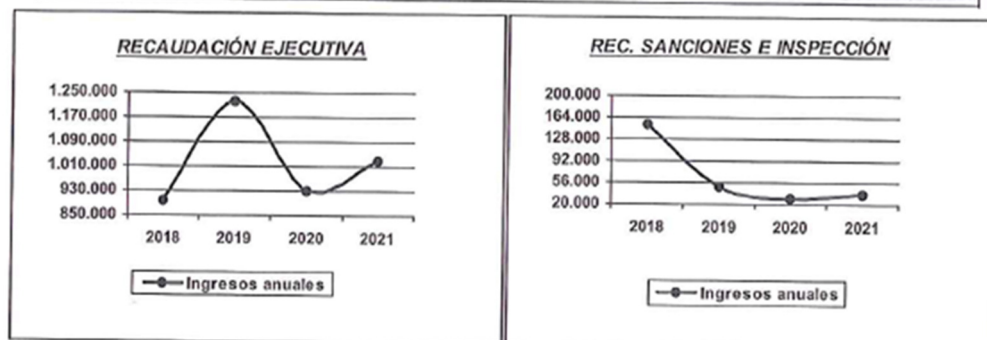 RECAUDACIÓN EJECUTIVA
1.250.000
1.170.000
1.090.000
1.010.000
930.000
850.000
2018 2019 2020 2021
Ingresos anuales
REC. SANCIONES E INSPECCIÓN
200.000
164.000
128.000
92.000
56.000
20.000
2018 2019 2020 2021
Ingresos anuales